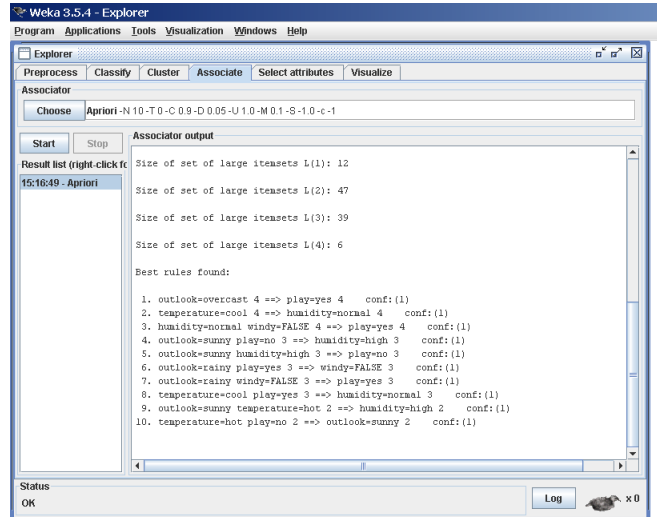 Weka 3.5.4 - Explorer
Program Applications Tools Visualization Windows Help
Explorer
Preprocess Classify Cluster Associate Select attributes Visualize
Associator
Choose Apriori -N 10 -T 0 -C 0.9 -D 0.05 -U 1.0 -M 0.1 -S -1.0 -c -1
Start Stop
Result list (right-click fo
15:16:49 - Apriori
Associator output
Size of set of large itemsets L(1): 12
Size of set of large itemsets L(2): 47
Size of set of large itemsets L(3): 39
Size of set of large itemsets L(4): 6
Best rules found:
1. outlook=overcast 4 ==> play=yes 4 conf:(1)
2. temperature=cool 4 ==> humidity=normal 4 conf:(1)
3. humidity=normal windy=FALSE 4 ==> play=yes 4 conf:(1)
4. outlook=sunny play=no 3 ==> humidity=high 3 conf:(1)
5. outlook=sunny humidity=high 3 ==> play=no 3 conf:(1)
6. outlook=rainy play=yes 3 ==> windy=FALSE 3 conf:(1)
7. outlook=rainy windy=FALSE 3 ==> play=yes 3 conf:(1)
8. temperature=cool play=yes 3 ==> humidity=normal 3 conf:(1)
9. outlook=sunny temperature=hot 2 ==> humidity=high 2 conf:(1)
10. temperature=hot play=no 2 ==> outlook=sunny 2 conf:(1)
Status
OK
Log x 0